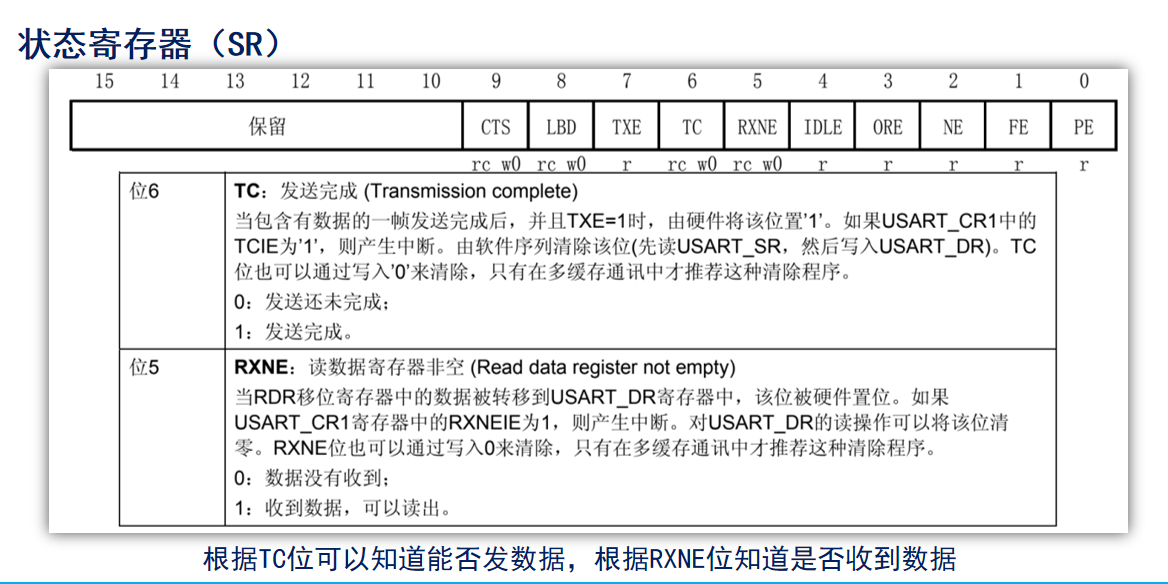 状态寄存器（SR）
15 14 13 12 11 10 9 8 7 6 5 4 3 2 1 0
保留 CTS LBD TXE TC RXNE IDLE ORE NE FE PE
rc w0 rc w0 r rc w0 rc w0 r r r r r
位6 TC：发送完成 (Transmission complete)
当包含有数据的一帧发送完成后，并且TXE=1时，由硬件将该位置'1'。如果USART_CR1中的
TCIE为'1'，则产生中断。由软件序列清除该位(先读USART_SR，然后写入USART_DR)。TC
位也可以通过写入'0'来清除，只有在多缓存通讯中才推荐这种清除程序。
0：发送还未完成；
1：发送完成。
位5 RXNE：读数据寄存器非空 (Read data register not empty)
当RDR移位寄存器中的数据被转移到USART_DR寄存器中，该位被硬件置位。如果
USART_CR1寄存器中的RXNEIE为1，则产生中断。对USART_DR的读操作可以将该位清
零。RXNE位也可以通过写入0来清除，只有在多缓存通讯中才推荐这种清除程序。
0：数据没有收到；
1：收到数据，可以读出。
根据TC位可以知道能否发数据，根据RXNE位知道是否收到数据